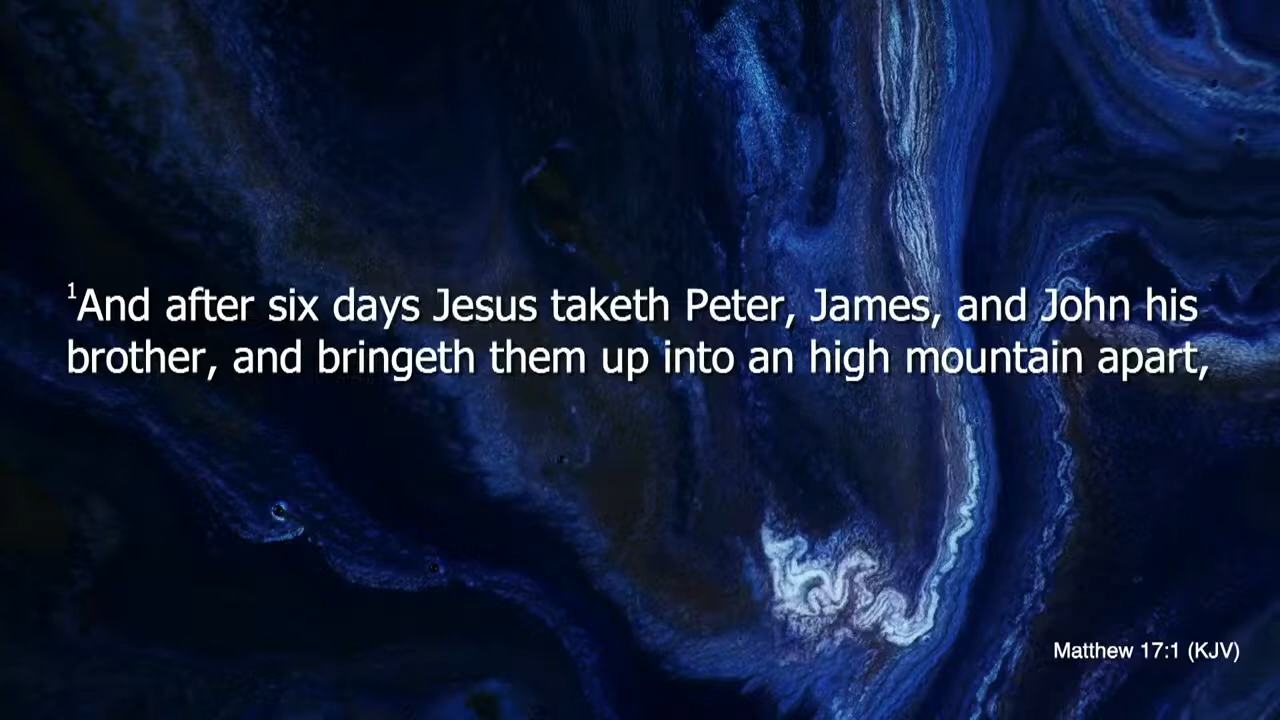 1And after six days Jesus taketh Peter, James, and John his
brother, and bringeth them up into an high mountain apart,
Matthew 17:1 (KJV)